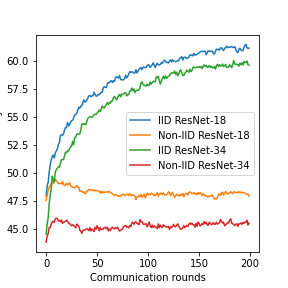 60.0
57.5
55.0
52.5
50.0
47.5
45.0
IID ResNet-18
Non-IID ResNet-18
IID ResNet-34
Non-IID ResNet-34
0 50 100 150 200
Communication rounds